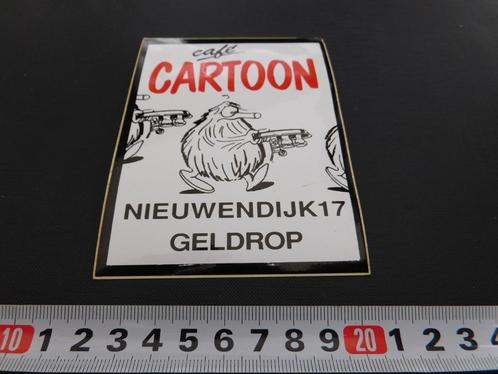 café
CARTOON
NIEUWENDIJK17
GELDROP
10 1 2 3 4 5 6 7 8 9 20 1 2 3 4